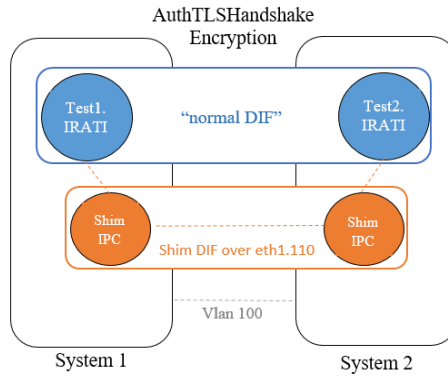 AuthTLSHandshake
Encryption
Test1.
IRATI
“normal DIF”
Test2.
IRATI
Shim
IPC
Shim DIF over eth1.110
Shim
IPC
Vlan 100
System 1
System 2